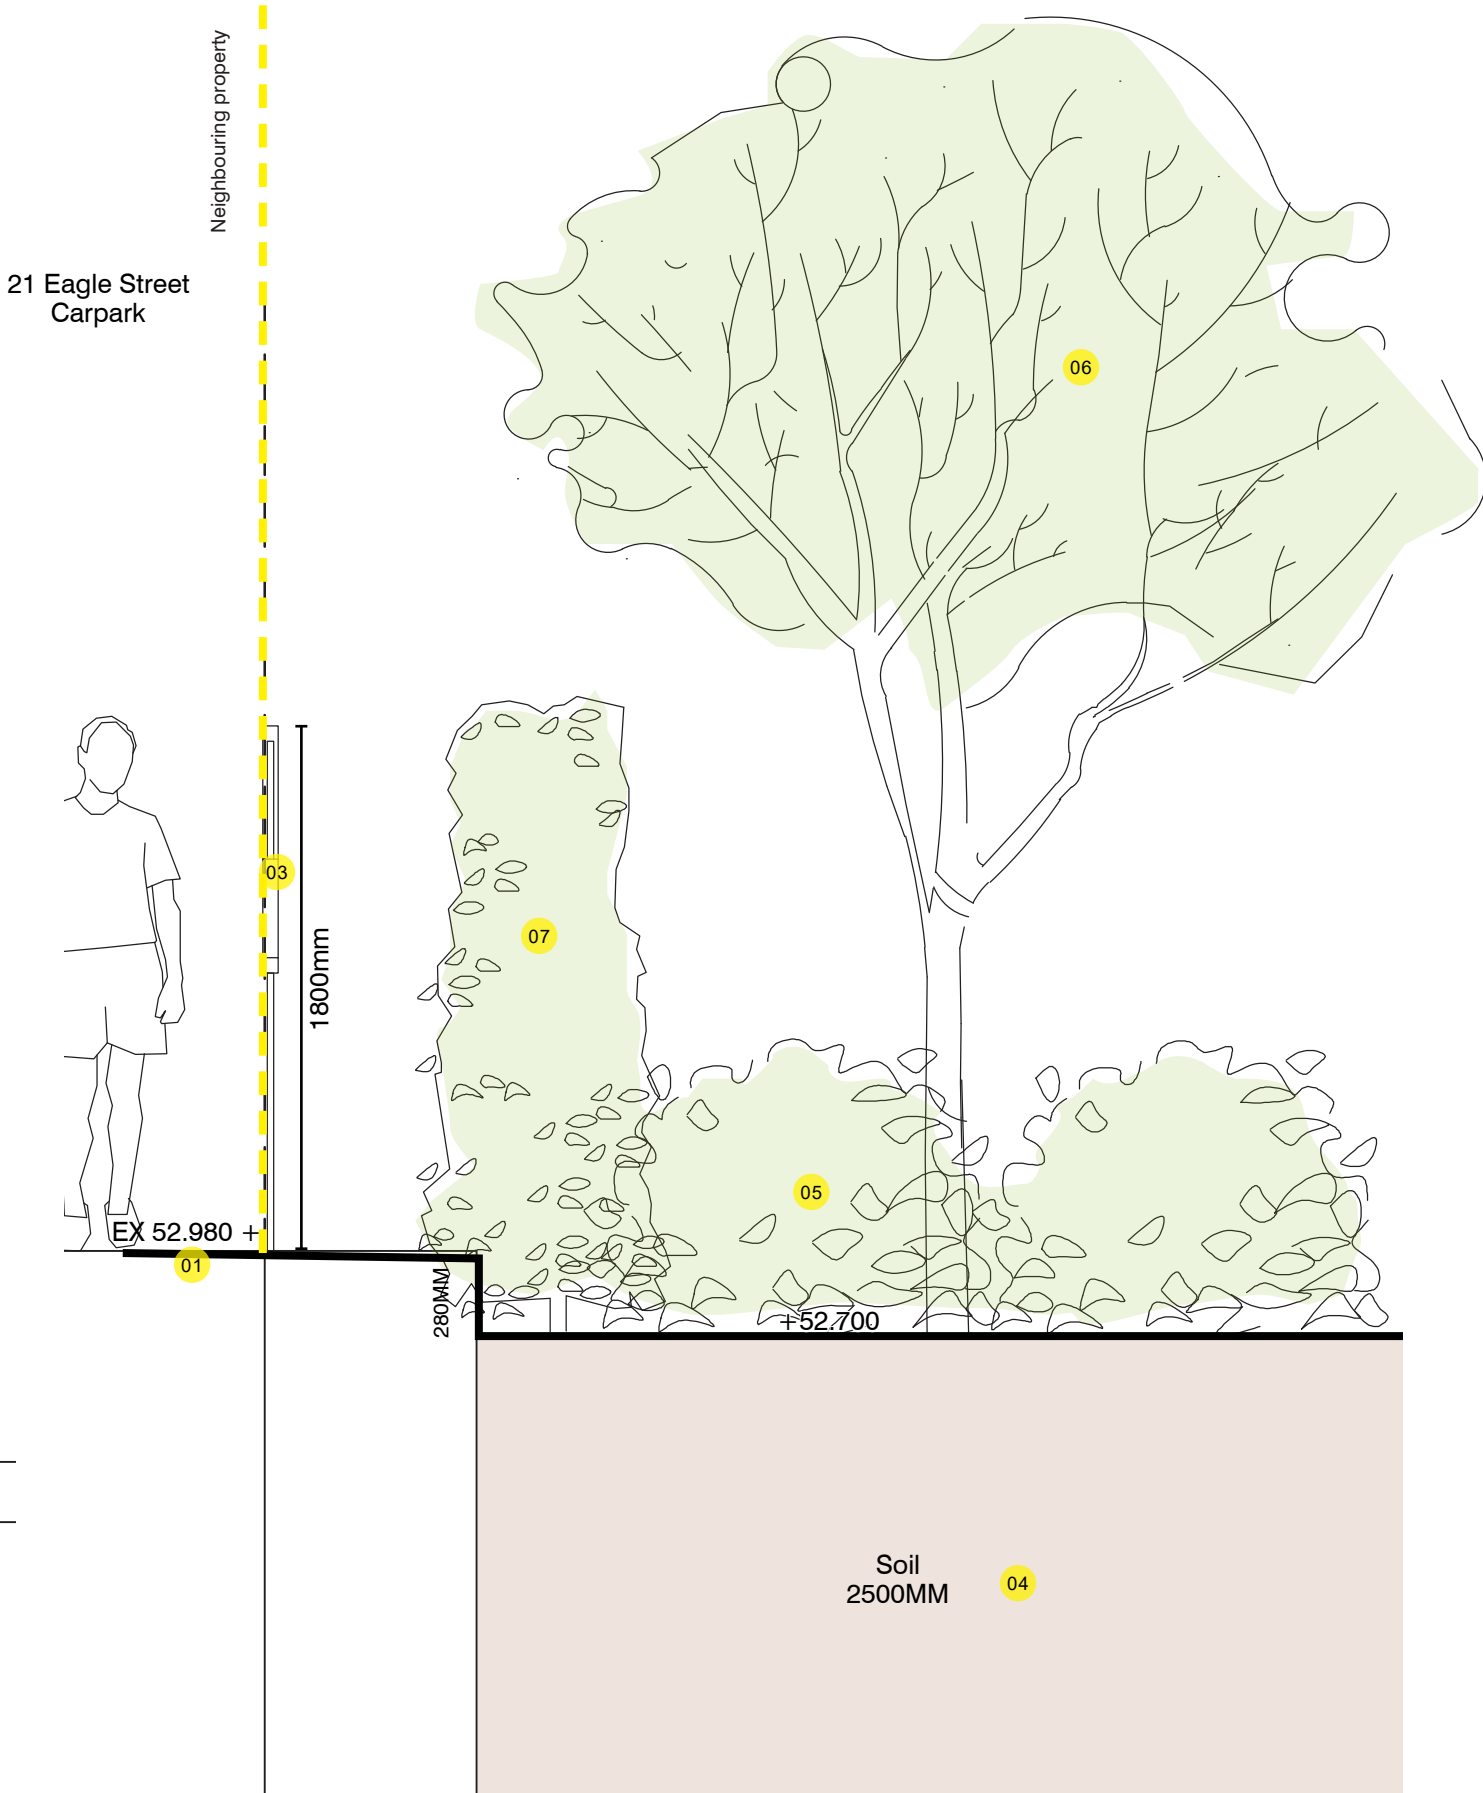 Neighbouring property
21 Eagle Street
Carpark
06
03
1800mm
07
05
EX 52.980 +
01
280MM
+52.700
Soil
2500MM
04